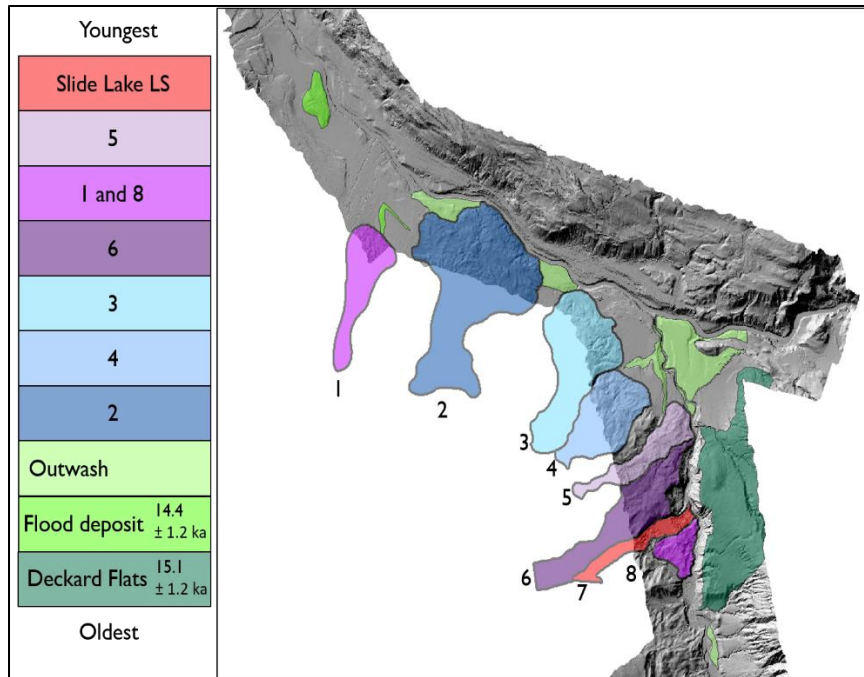 Youngest
Slide Lake LS
5
1 and 8
6
3
4
2
Outwash
Flood deposit 14.4 ± 1.2 ka
Deckard Flats 15.1 ± 1.2 ka
Oldest
1
2
3
4
5
6
7
8